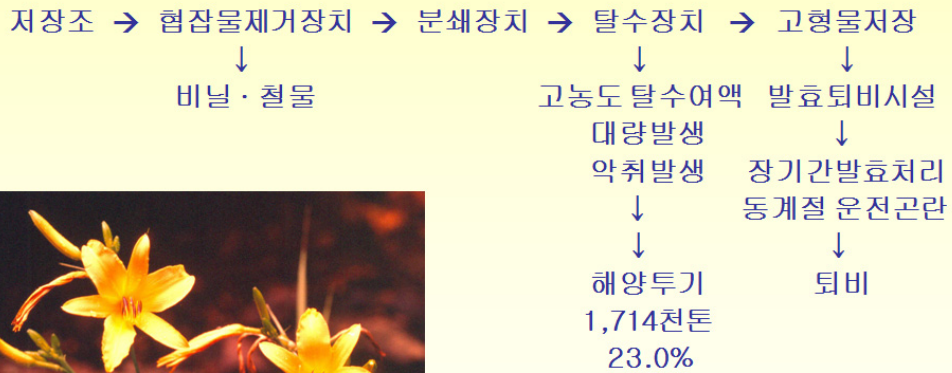 저장조 → 협잡물제거장치 → 분쇄장치 → 탈수장치 → 고형물저장
↓ ↓ ↓
비닐 · 철물 고농도 탈수여액 발효퇴비시설
대량발생 ↓
악취발생 장기간발효처리
↓ 동계절 운전곤란
↓ ↓
해양투기 퇴비
1,714천톤
23.0%